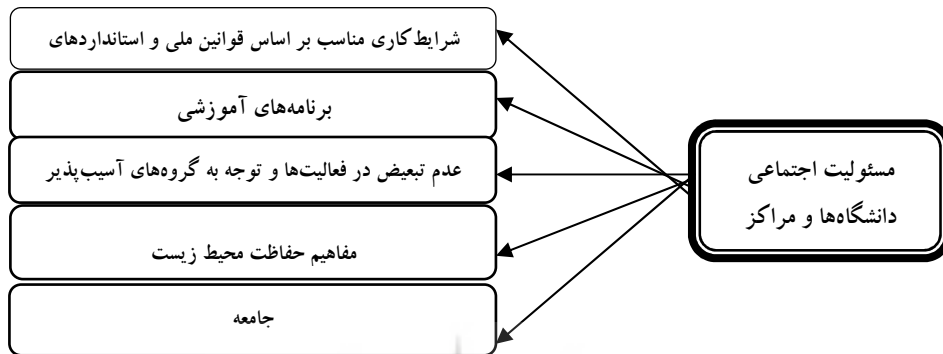 شرایط کاری مناسب بر اساس قوانین ملی و استانداردهای
برنامه‌های آموزشی
عدم تبعیض در فعالیت‌ها و توجه به گروه‌های آسیب‌پذیر
مفاهیم حفاظت محیط زیست
جامعه
مسئولیت اجتماعی
دانشگاه‌ها و مراکز